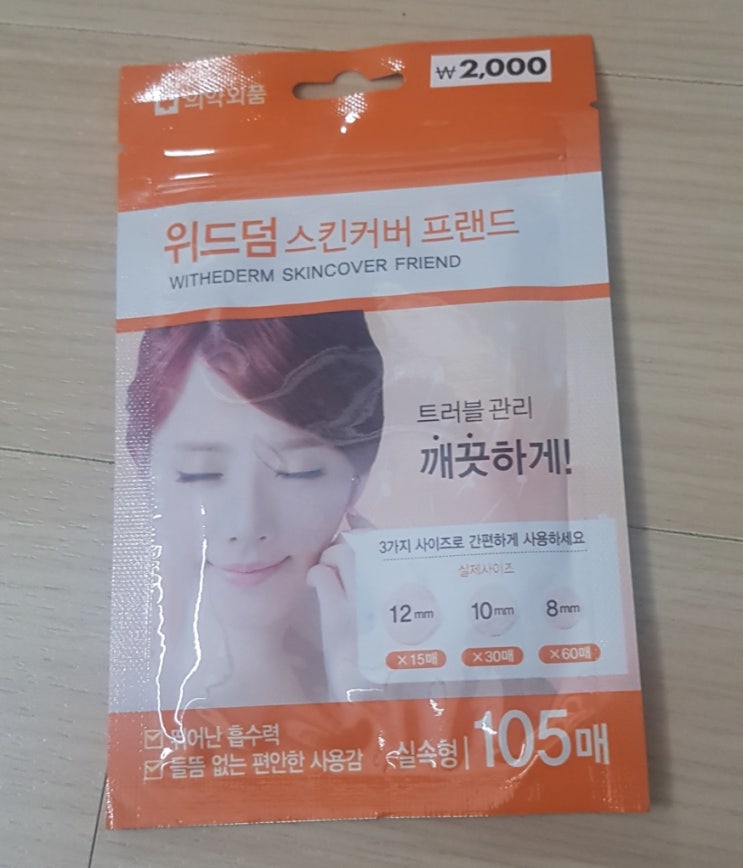 ₩2,000
의약외품
위드덤 스킨커버 프랜드
WITHEDERM SKINCOVER FRIEND
트러블 관리
깨끗하게!
3가지 사이즈로 간편하게 사용하세요
실제사이즈
12mm 10mm 8mm
×15매 ×30매 ×60매
뛰어난 흡수력
들뜸 없는 편안한 사용감
실속형 105매